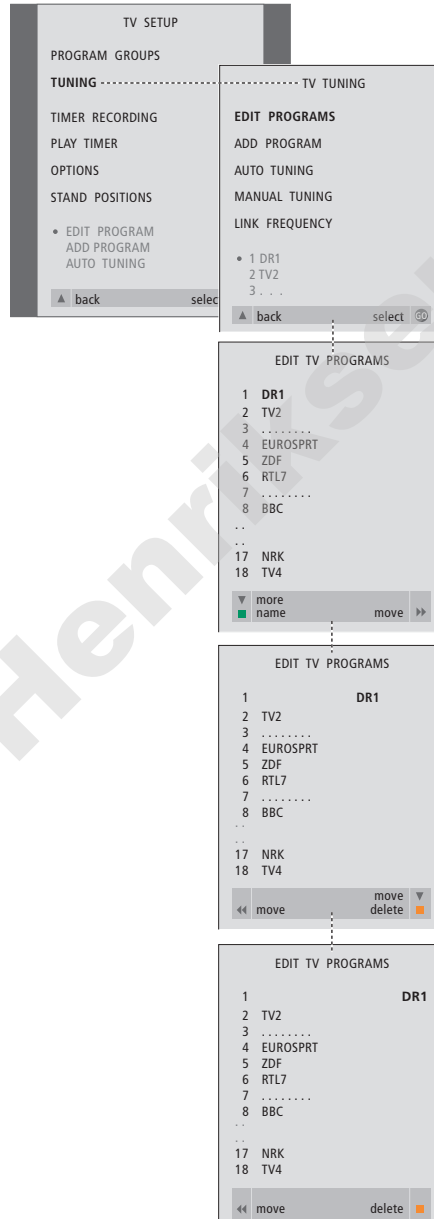 TV SETUP
PROGRAM GROUPS
TUNING
TIMER RECORDING
PLAY TIMER
OPTIONS
STAND POSITIONS
• EDIT PROGRAM
ADD PROGRAM
AUTO TUNING
▲ back selec
TV TUNING
EDIT PROGRAMS
ADD PROGRAM
AUTO TUNING
MANUAL TUNING
LINK FREQUENCY
• 1 DR1
2 TV2
3 . . .
▲ back select GO
EDIT TV PROGRAMS
1 DR1
2 TV2
3 ........
4 EUROSPRT
5 ZDF
6 RTL7
7 ........
8 BBC
. .
. .
17 NRK
18 TV4
▼ more
name move
EDIT TV PROGRAMS
1 DR1
2 TV2
3 ........
4 EUROSPRT
5 ZDF
6 RTL7
7 ........
8 BBC
. .
. .
17 NRK
18 TV4
move ▼
move delete
EDIT TV PROGRAMS
1 DR1
2 TV2
3 ........
4 EUROSPRT
5 ZDF
6 RTL7
7 ........
8 BBC
. .
. .
17 NRK
18 TV4
move delete
Henrikse